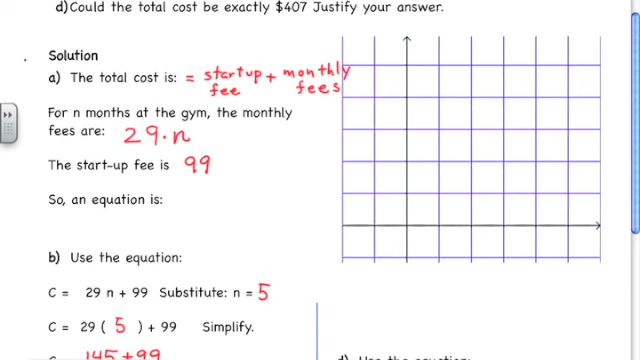 d) Could the total cost be exactly $407 Justify your answer.
Solution
a) The total cost is: = startup fee + monthly fees
For n months at the gym, the monthly
fees are: 29·n
The start-up fee is 99
So, an equation is:
b) Use the equation:
C = 29 n + 99 Substitute: n = 5
C = 29 ( 5 ) + 99 Simplify.
145 + 99
d) Use the equation: